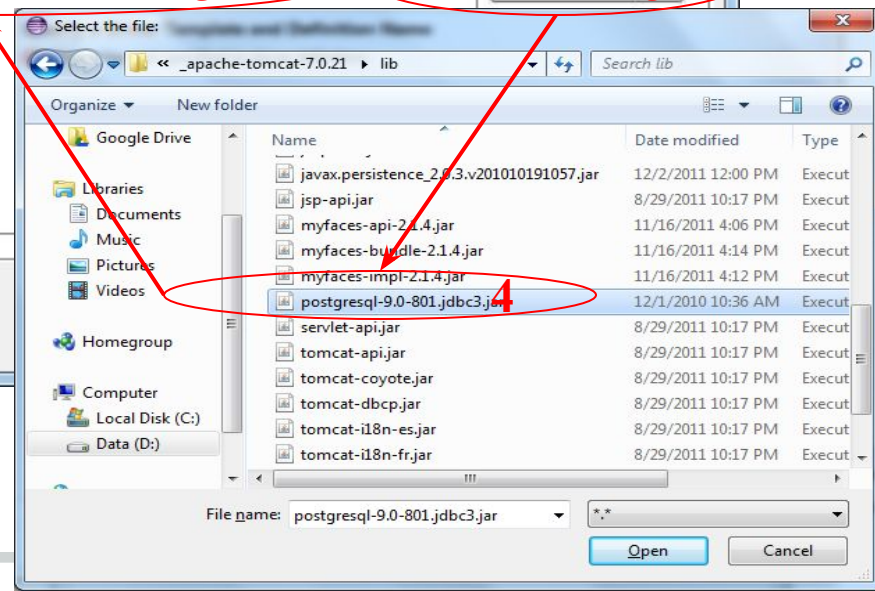 Select the file:
« _apache-tomcat-7.0.21 ▸ lib
Search lib
Organize ▾ New folder
Name Date modified Type
Google Drive
Libraries
Documents
Music
Pictures
Videos
Homegroup
Computer
Local Disk (C:)
Data (D:)
javax.persistence_2.0.3.v201010191057.jar 12/2/2011 12:00 PM Execut
jsp-api.jar 8/29/2011 10:17 PM Execut
myfaces-api-2.1.4.jar 11/16/2011 4:06 PM Execut
myfaces-bundle-2.1.4.jar 11/16/2011 4:14 PM Execut
myfaces-impl-2.1.4.jar 11/16/2011 4:12 PM Execut
postgresql-9.0-801.jdbc3.jar 4 12/1/2010 10:36 AM Execut
servlet-api.jar 8/29/2011 10:17 PM Execut
tomcat-api.jar 8/29/2011 10:17 PM Execut
tomcat-coyote.jar 8/29/2011 10:17 PM Execut
tomcat-dbcp.jar 8/29/2011 10:17 PM Execut
tomcat-i18n-es.jar 8/29/2011 10:17 PM Execut
tomcat-i18n-fr.jar 8/29/2011 10:17 PM Execut
File name: postgresql-9.0-801.jdbc3.jar *.*
Open Cancel